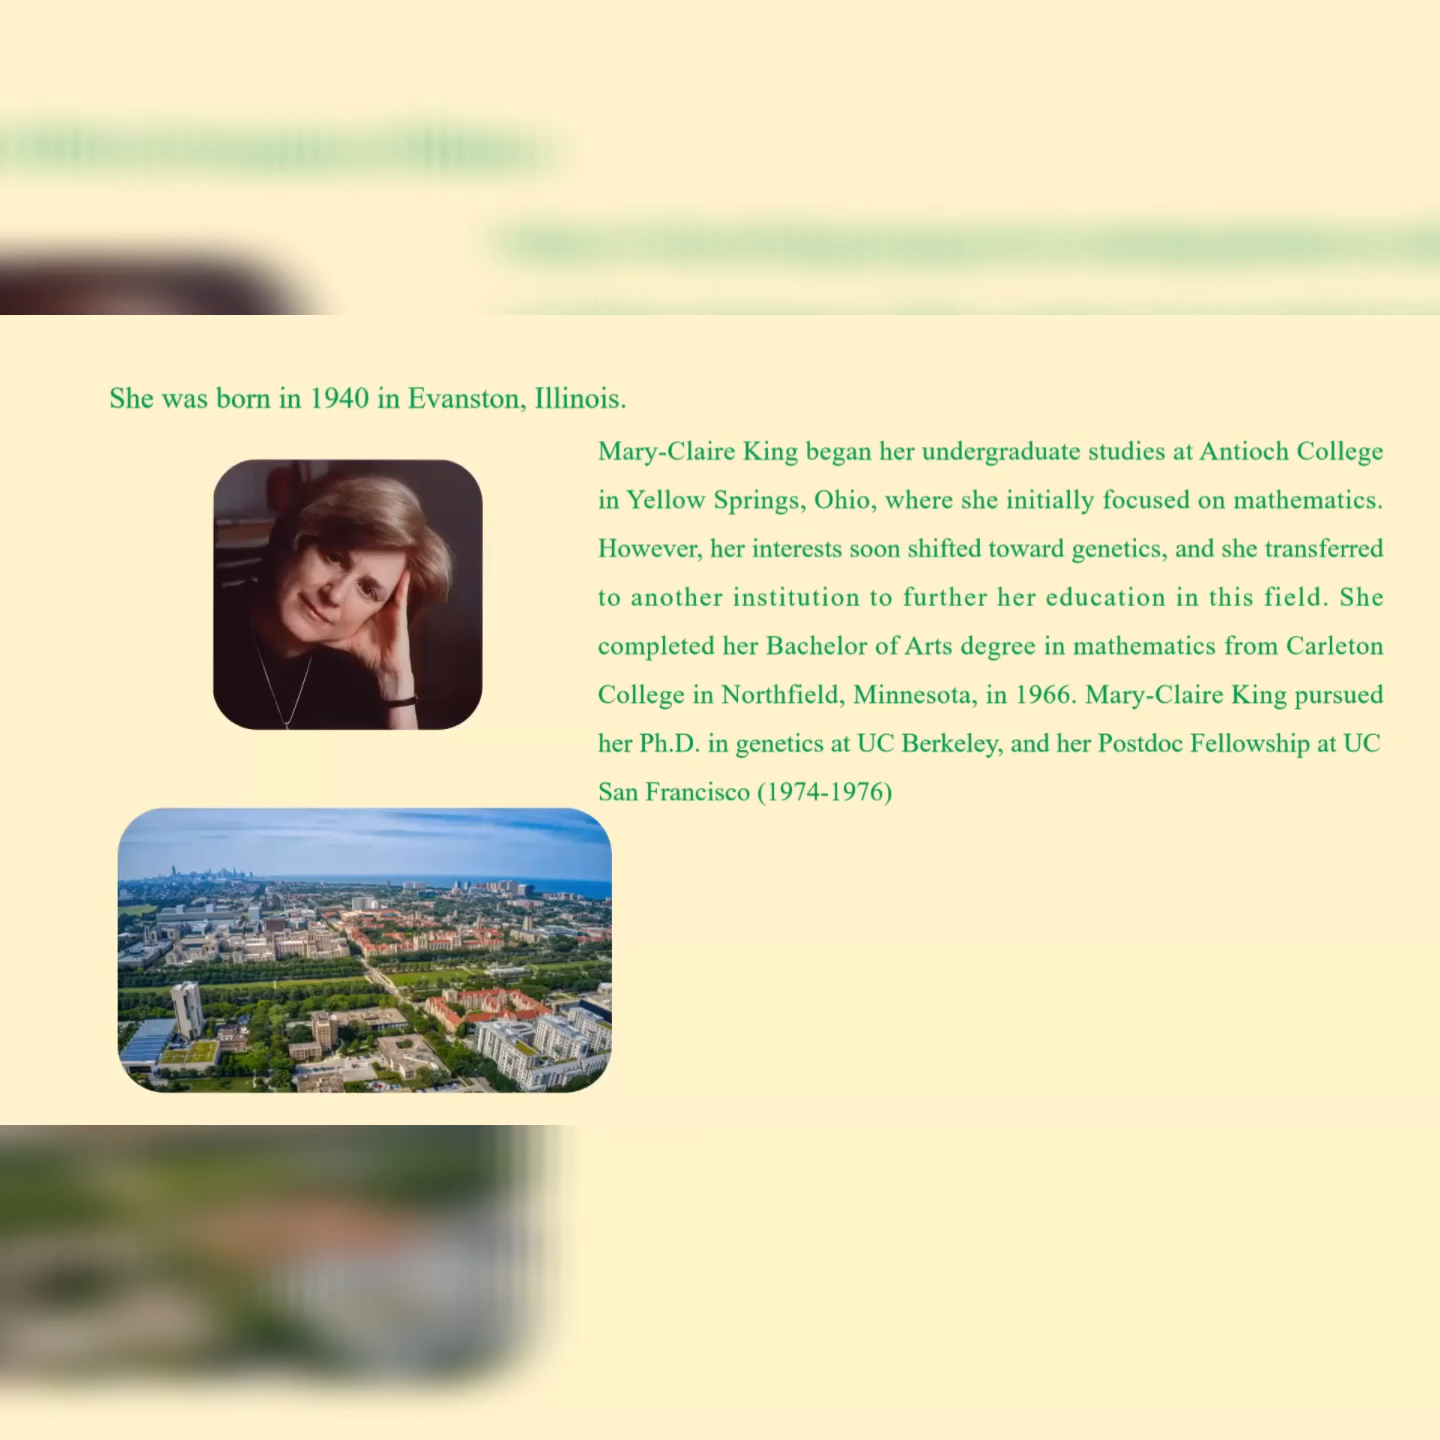 She was born in 1940 in Evanston, Illinois.
Mary-Claire King began her undergraduate studies at Antioch College
in Yellow Springs, Ohio, where she initially focused on mathematics.
However, her interests soon shifted toward genetics, and she transferred
to another institution to further her education in this field. She
completed her Bachelor of Arts degree in mathematics from Carleton
College in Northfield, Minnesota, in 1966. Mary-Claire King pursued
her Ph.D. in genetics at UC Berkeley, and her Postdoc Fellowship at UC
San Francisco (1974-1976)